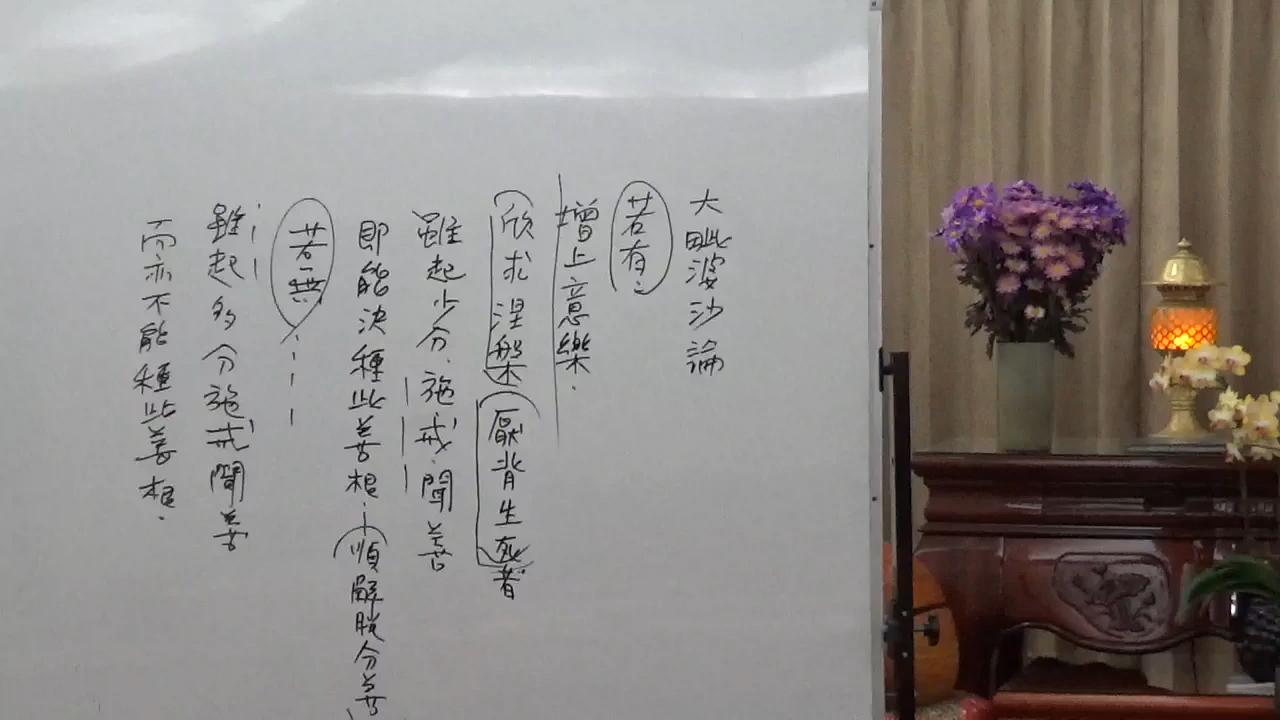 大毗婆沙論
若有
增上意樂.
欣求涅槃 厭背生死者
雖起少分.施戒.聞善
即能決種此善根.順解脫分善
若無
雖起多分施戒聞善
而亦不能種此善根.